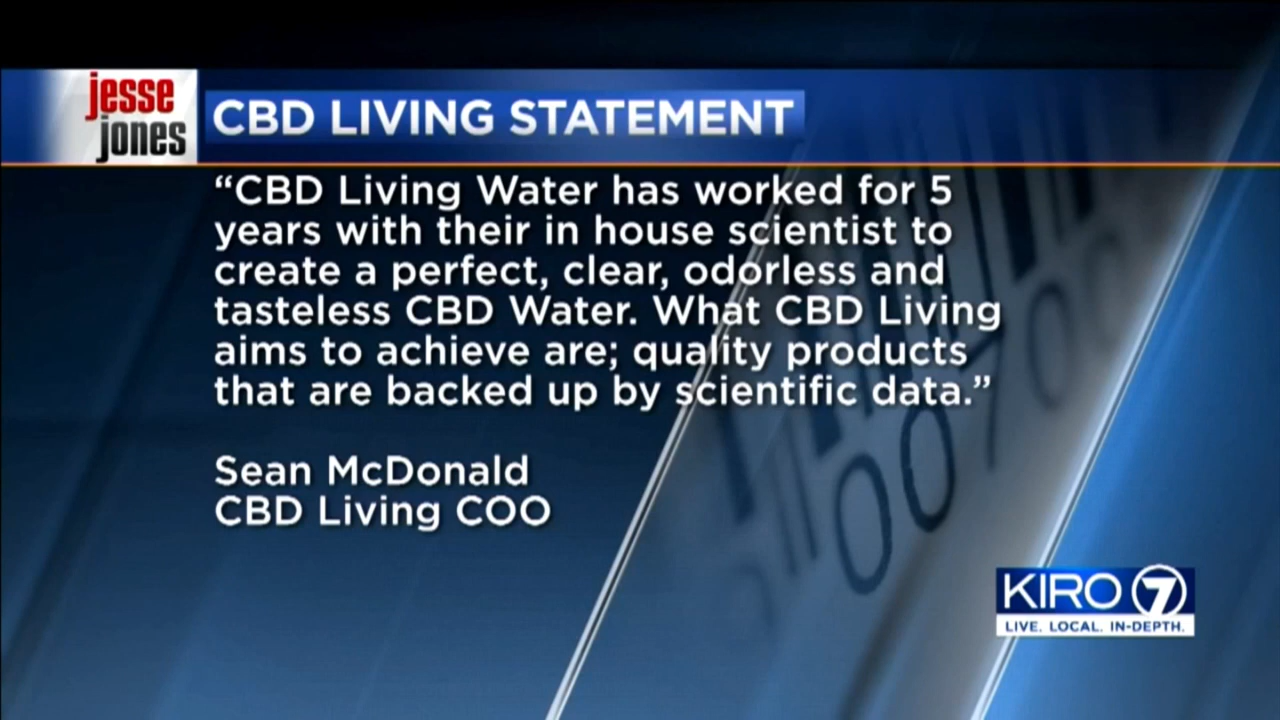 jesse
jones
CBD LIVING STATEMENT
“CBD Living Water has worked for 5
years with their in house scientist to
create a perfect, clear, odorless and
tasteless CBD Water. What CBD Living
aims to achieve are; quality products
that are backed up by scientific data.”
Sean McDonald
CBD Living COO
KIRO 7
LIVE. LOCAL. IN-DEPTH.